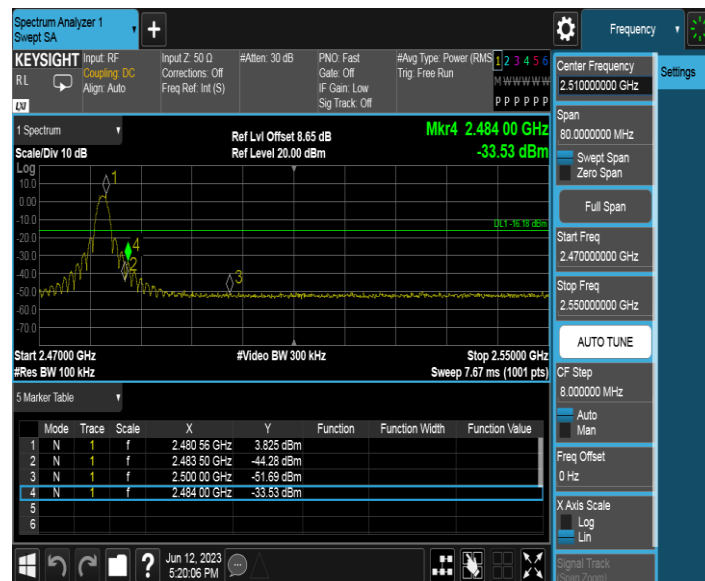 Spectrum Analyzer 1
Swept SA
Frequency
KEYSIGHT
RL
LXI
Input: RF
Coupling: DC
Align: Auto
Input Z: 50 Ω
Corrections: Off
Freq Ref: Int (S)
#Atten: 30 dB
PNO: Fast
Gate: Off
IF Gain: Low
Sig Track: Off
#Avg Type: Power (RMS
Trig: Free Run
1 2 3 4 5 6
M W W W W W
P P P P P P
1 Spectrum
Scale/Div 10 dB
Ref Lvl Offset 8.65 dB
Ref Level 20.00 dBm
Mkr4 2.484 00 GHz
-33.53 dBm
Log
10.0
0.00
-10.0
-20.0
-30.0
-40.0
-50.0
-60.0
-70.0
1
4
2
3
DL1 -16.18 dBm
Start 2.47000 GHz
#Res BW 100 kHz
#Video BW 300 kHz
Stop 2.55000 GHz
Sweep 7.67 ms (1001 pts)
5 Marker Table
Mode Trace Scale X Y Function Function Width Function Value
1 N 1 f 2.480 56 GHz 3.825 dBm
2 N 1 f 2.483 50 GHz -44.28 dBm
3 N 1 f 2.500 00 GHz -51.69 dBm
4 N 1 f 2.484 00 GHz -33.53 dBm
5
6
?
Jun 12, 2023
5:20:06 PM
Center Frequency
2.510000000 GHz
Settings
Span
80.0000000 MHz
Swept Span
Zero Span
Full Span
Start Freq
2.470000000 GHz
Stop Freq
2.550000000 GHz
AUTO TUNE
CF Step
8.000000 MHz
Auto
Man
Freq Offset
0 Hz
X Axis Scale
Log
Lin
Signal Track
(Span Zoom)